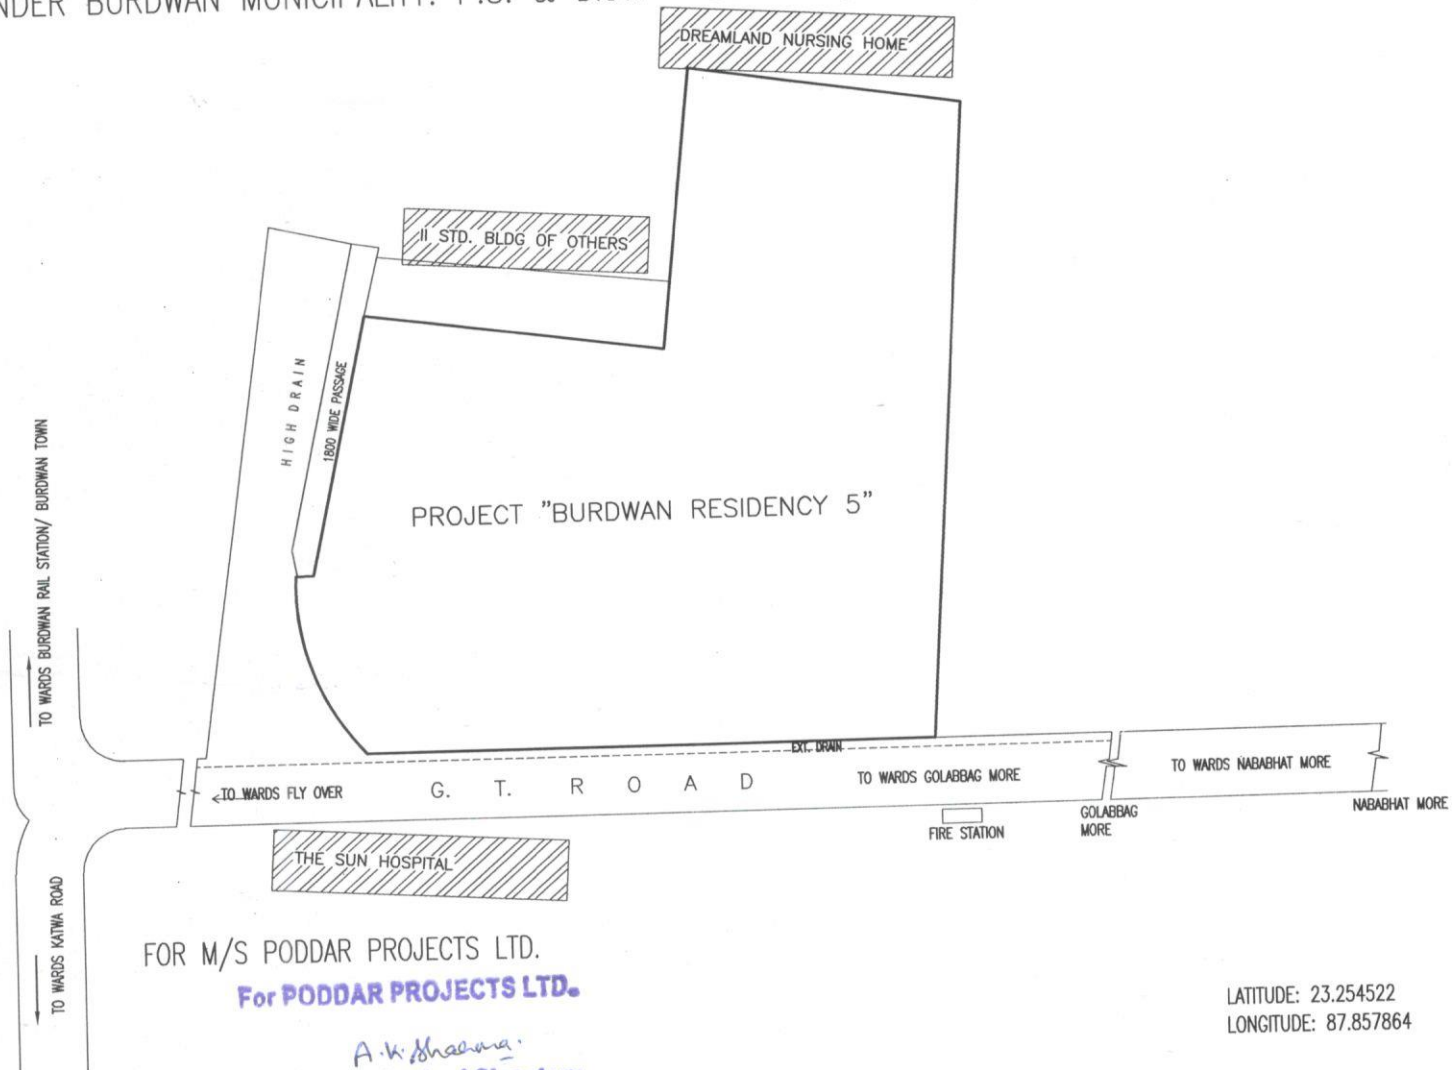 UNDER BURDWAN MUNICIPALITY. P.S. &
DREAMLAND NURSING HOME
II STD. BLDG OF OTHERS
HIGH DRAIN
1800 WIDE PASSAGE
PROJECT "BURDWAN RESIDENCY 5"
TO WARDS BURDWAN RAIL STATION/ BURDWAN TOWN
EXT. DRAIN
TO WARDS FLY OVER
G. T. ROAD
TO WARDS GOLABBAG MORE
TO WARDS NABABHAT MORE
NABABHAT MORE
GOLABBAG
MORE
FIRE STATION
THE SUN HOSPITAL
TO WARDS KATWA ROAD
FOR M/S PODDAR PROJECTS LTD.
For PODDAR PROJECTS LTD.
A.K. Sharma.
LATITUDE: 23.254522
LONGITUDE: 87.857864